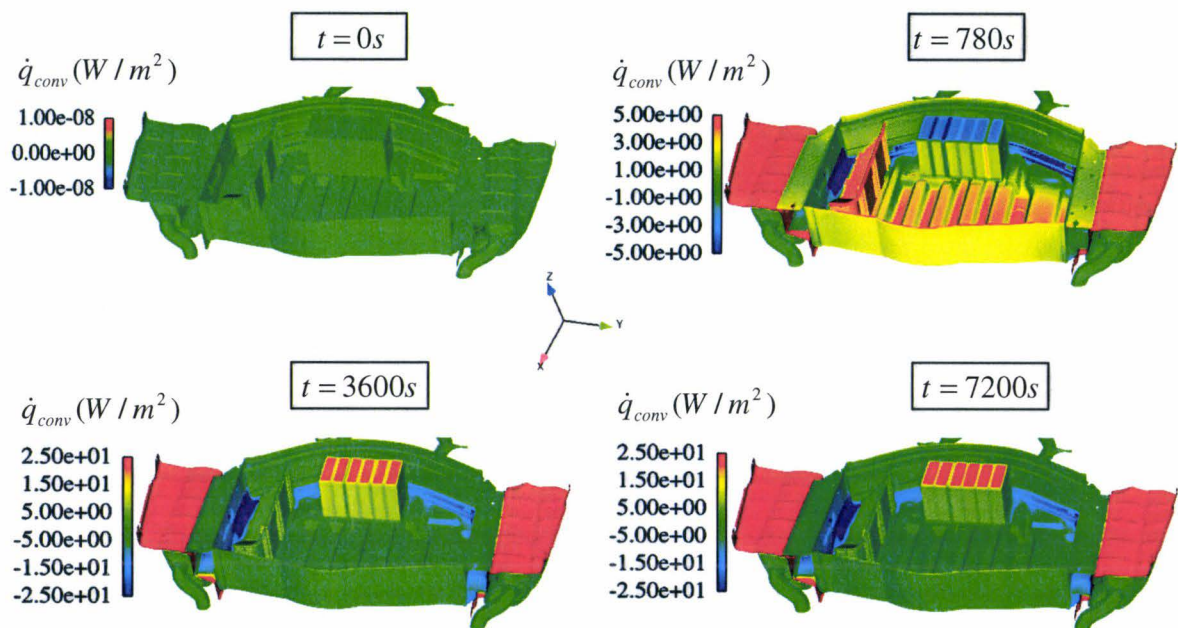 t = 0s
q̇conv (W / m²)
1.00e-08
0.00e+00
-1.00e-08
t = 780s
q̇conv (W / m²)
5.00e+00
3.00e+00
1.00e+00
-1.00e+00
-3.00e+00
-5.00e+00
Z
Y
X
t = 3600s
q̇conv (W / m²)
2.50e+01
1.50e+01
5.00e+00
-5.00e+00
-1.50e+01
-2.50e+01
t = 7200s
q̇conv (W / m²)
2.50e+01
1.50e+01
5.00e+00
-5.00e+00
-1.50e+01
-2.50e+01